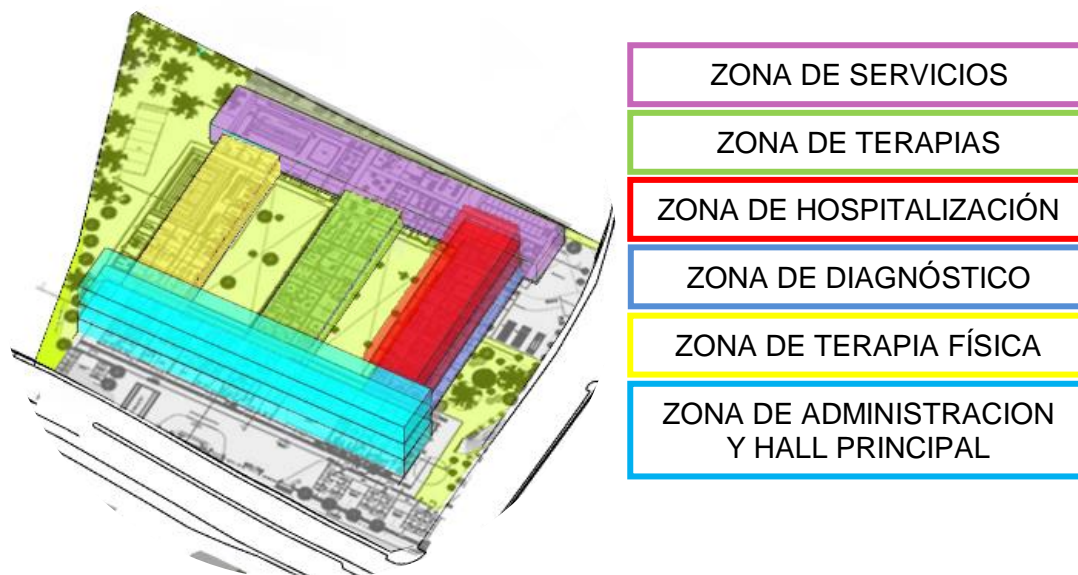 ZONA DE SERVICIOS
ZONA DE TERAPIAS
ZONA DE HOSPITALIZACIÓN
ZONA DE DIAGNÓSTICO
ZONA DE TERAPIA FÍSICA
ZONA DE ADMINISTRACION
Y HALL PRINCIPAL